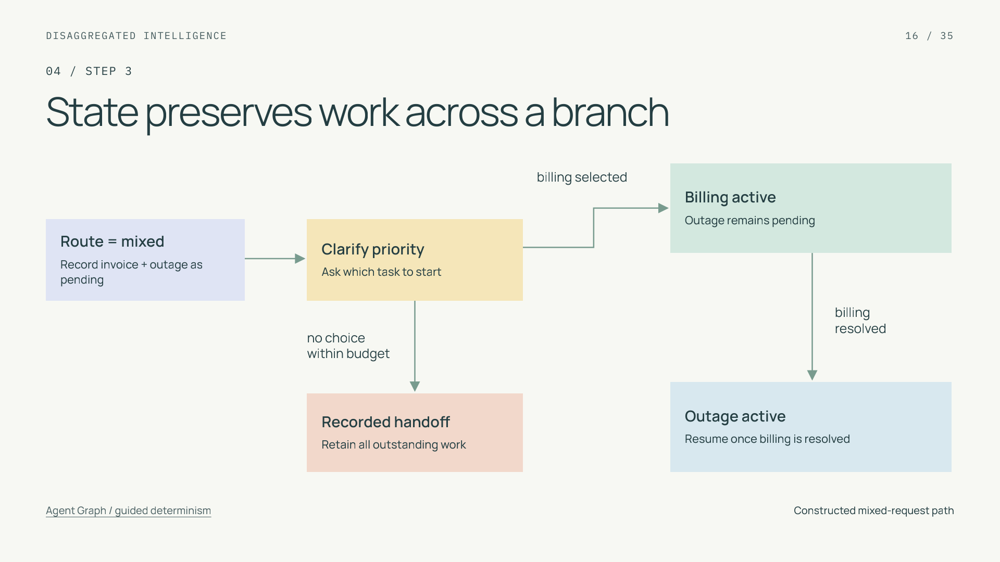 DISAGGREGATED INTELLIGENCE
16 / 35
04 / STEP 3
State preserves work across a branch
billing selected
Billing active
Outage remains pending
Route = mixed
Record invoice + outage as
pending
Clarify priority
Ask which task to start
billing
resolved
no choice
within budget
Recorded handoff
Retain all outstanding work
Outage active
Resume once billing is resolved
Agent Graph / guided determinism
Constructed mixed-request path